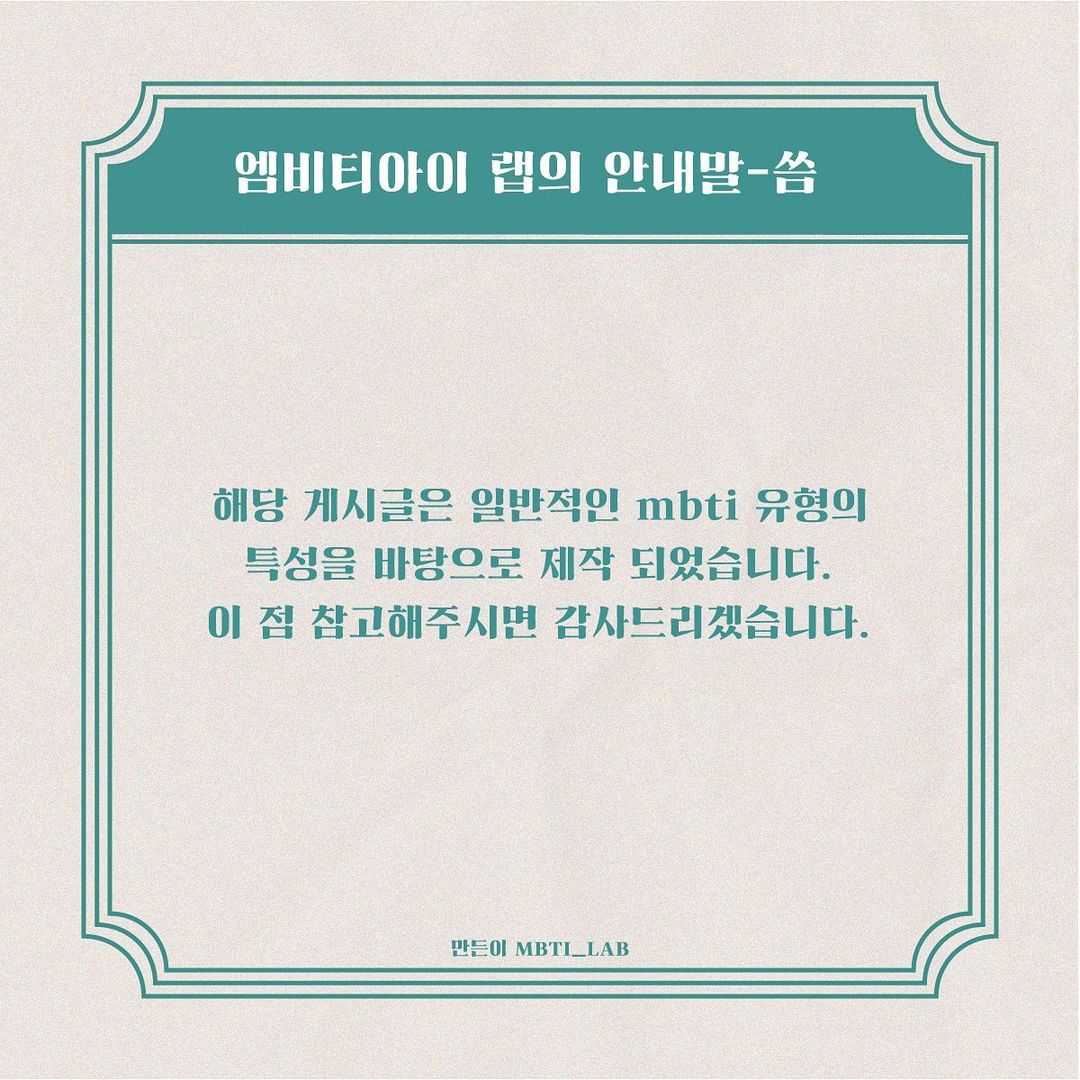 엠비티아이 랩의 안내말-씀
해당 게시글은 일반적인 mbti 유형의
특성을 바탕으로 제작 되었습니다.
이 점 참고해주시면 감사드리겠습니다.
만든이 MBTI_LAB